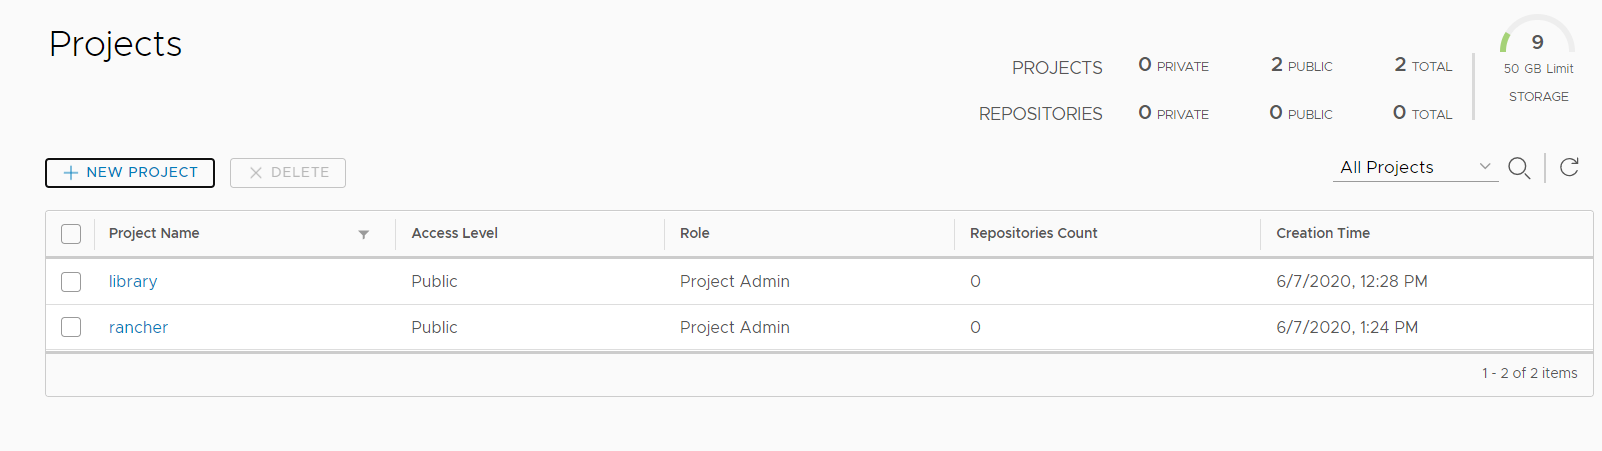 Projects
PROJECTS 0 PRIVATE 2 PUBLIC 2 TOTAL
REPOSITORIES 0 PRIVATE 0 PUBLIC 0 TOTAL
9
50 GB Limit
STORAGE
NEW PROJECT DELETE
All Projects
Project Name Access Level Role Repositories Count Creation Time
library Public Project Admin 0 6/7/2020, 12:28 PM
rancher Public Project Admin 0 6/7/2020, 1:24 PM
1 - 2 of 2 items